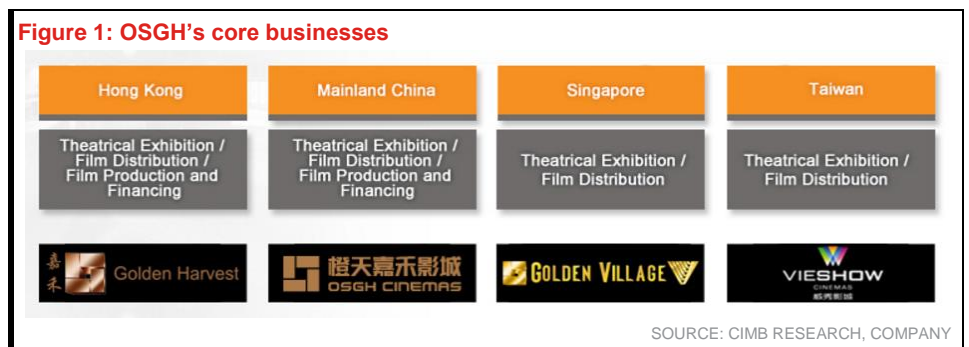 Figure 1: OSGH's core businesses
Hong Kong
Mainland China
Singapore
Taiwan
Theatrical Exhibition /
Film Distribution /
Film Production and
Financing
Theatrical Exhibition /
Film Distribution /
Film Production and
Financing
Theatrical Exhibition /
Film Distribution
Theatrical Exhibition /
Film Distribution
嘉禾
Golden Harvest
橙天嘉禾影城
OSGH CINEMAS
GOLDEN VILLAGE
VIESHOW
CINEMAS
威秀影城
SOURCE: CIMB RESEARCH, COMPANY